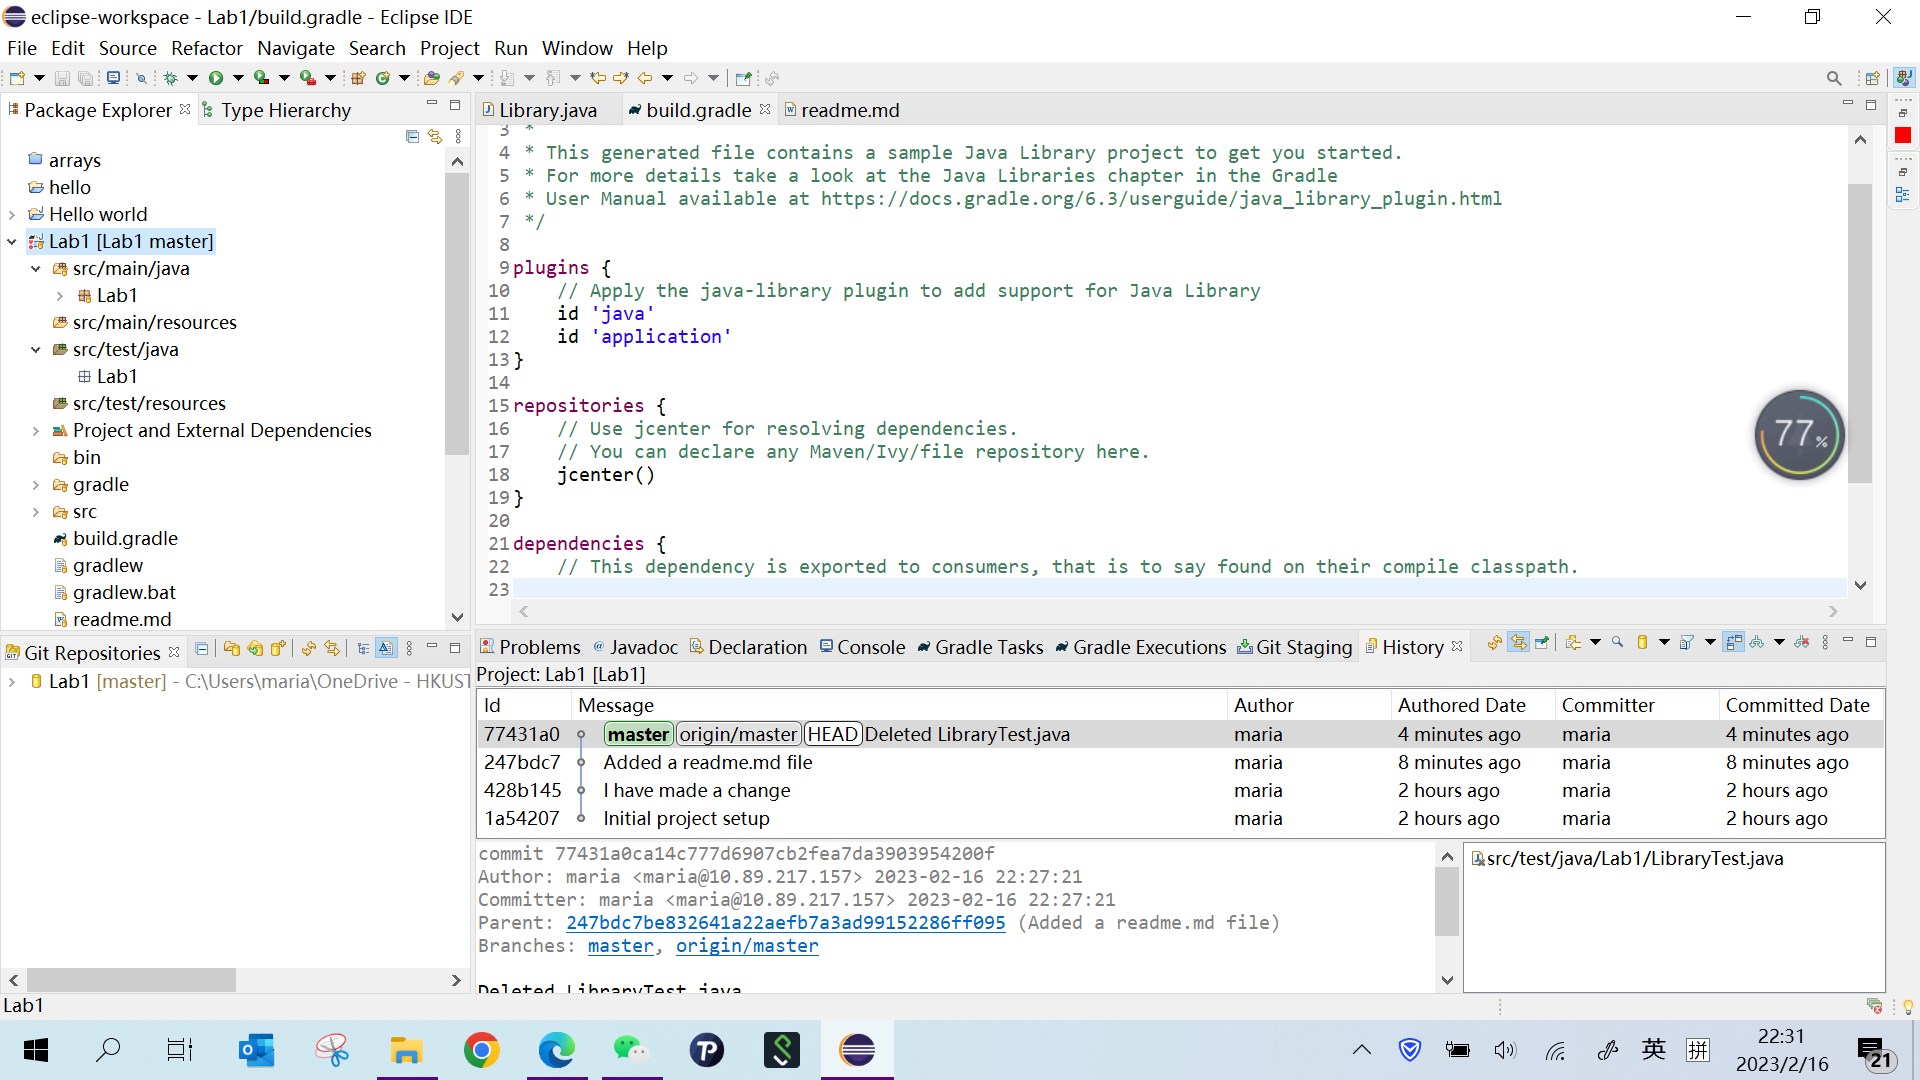 eclipse-workspace - Lab1/build.gradle - Eclipse IDE
File Edit Source Refactor Navigate Search Project Run Window Help
Package Explorer
Type Hierarchy
arrays
hello
Hello world
Lab1 [Lab1 master]
src/main/java
Lab1
src/main/resources
src/test/java
Lab1
src/test/resources
Project and External Dependencies
bin
gradle
src
build.gradle
gradlew
gradlew.bat
readme.md
Library.java
build.gradle
readme.md
3 *
4 * This generated file contains a sample Java Library project to get you started.
5 * For more details take a look at the Java Libraries chapter in the Gradle
6 * User Manual available at https://docs.gradle.org/6.3/userguide/java_library_plugin.html
7 */
8
9 plugins {
10 // Apply the java-library plugin to add support for Java Library
11 id 'java'
12 id 'application'
13 }
14
15 repositories {
16 // Use jcenter for resolving dependencies.
17 // You can declare any Maven/Ivy/file repository here.
18 jcenter()
19 }
20
21 dependencies {
22 // This dependency is exported to consumers, that is to say found on their compile classpath.
23
77%
Git Repositories
Lab1 [master] - C:\Users\maria\OneDrive - HKUST
Problems Javadoc Declaration Console Gradle Tasks Gradle Executions Git Staging History
Project: Lab1 [Lab1]
Id Message Author Authored Date Committer Committed Date
77431a0 master origin/master HEAD Deleted LibraryTest.java maria 4 minutes ago maria 4 minutes ago
247bdc7 Added a readme.md file maria 8 minutes ago maria 8 minutes ago
428b145 I have made a change maria 2 hours ago maria 2 hours ago
1a54207 Initial project setup maria 2 hours ago maria 2 hours ago
commit 77431a0ca14c777d6907cb2fea7da3903954200f
Author: maria <maria@10.89.217.157> 2023-02-16 22:27:21
Committer: maria <maria@10.89.217.157> 2023-02-16 22:27:21
Parent: 247bdc7be832641a22aefb7a3ad99152286ff095 (Added a readme.md file)
Branches: master, origin/master
Deleted LibraryTest.java
src/test/java/Lab1/LibraryTest.java
Lab1
英
拼
22:31
2023/2/16
21